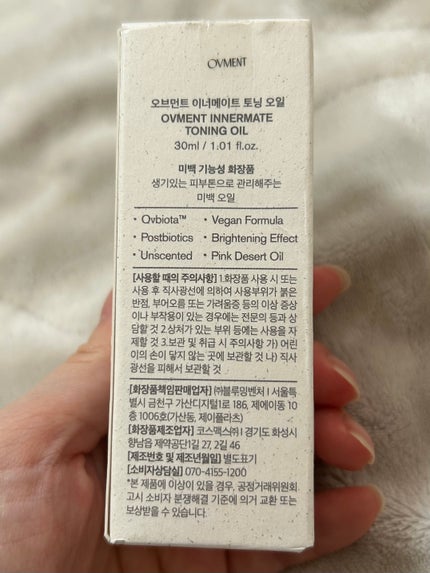 OVMENT
오브먼트 이너메이트 토닝 오일
OVMENT INNERMATE
TONING OIL
30ml / 1.01 fl.oz.
미백 기능성 화장품
생기있는 피부톤으로 관리해주는
미백 오일
• Ovbiota™ • Vegan Formula
• Postbiotics • Brightening Effect
• Unscented • Pink Desert Oil
[사용할 때의 주의사항] 1.화장품 사용 시 또는
사용 후 직사광선에 의하여 사용부위가 붉은
반점, 부어오름 또는 가려움증 등의 이상 증상
이나 부작용이 있는 경우에는 전문의 등과 상
담할 것 2.상처가 있는 부위 등에는 사용을 자
제할 것 3.보관 및 취급 시 주의사항 가) 어린
이의 손이 닿지 않는 곳에 보관할 것 나) 직사
광선을 피해서 보관할 것
[화장품책임판매업자] ㈜블루밍벤처 | 서울특
별시 금천구 가산디지털1로 186, 제에이동 10
층 1006호(가산동, 제이플라츠)
[화장품제조업자] 코스맥스㈜ | 경기도 화성시
향남읍 제약공단1길 27, 2길 46
[제조번호 및 제조년월일] 별도표기
[소비자상담실] 070-4155-1200
*본 제품에 이상이 있을 경우, 공정거래위원회
고시 소비자 분쟁해결 기준에 의거 교환 또는
보상받을 수 있습니다.